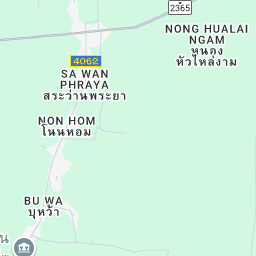 2365
NONG HUALAI
NGAM
หนอง
หัวไหล่งาม
4062
SA WAN
PHRAYA
สระว่านพระยา
NON HOM
โนนหอม
BU WA
บุหว้า
น